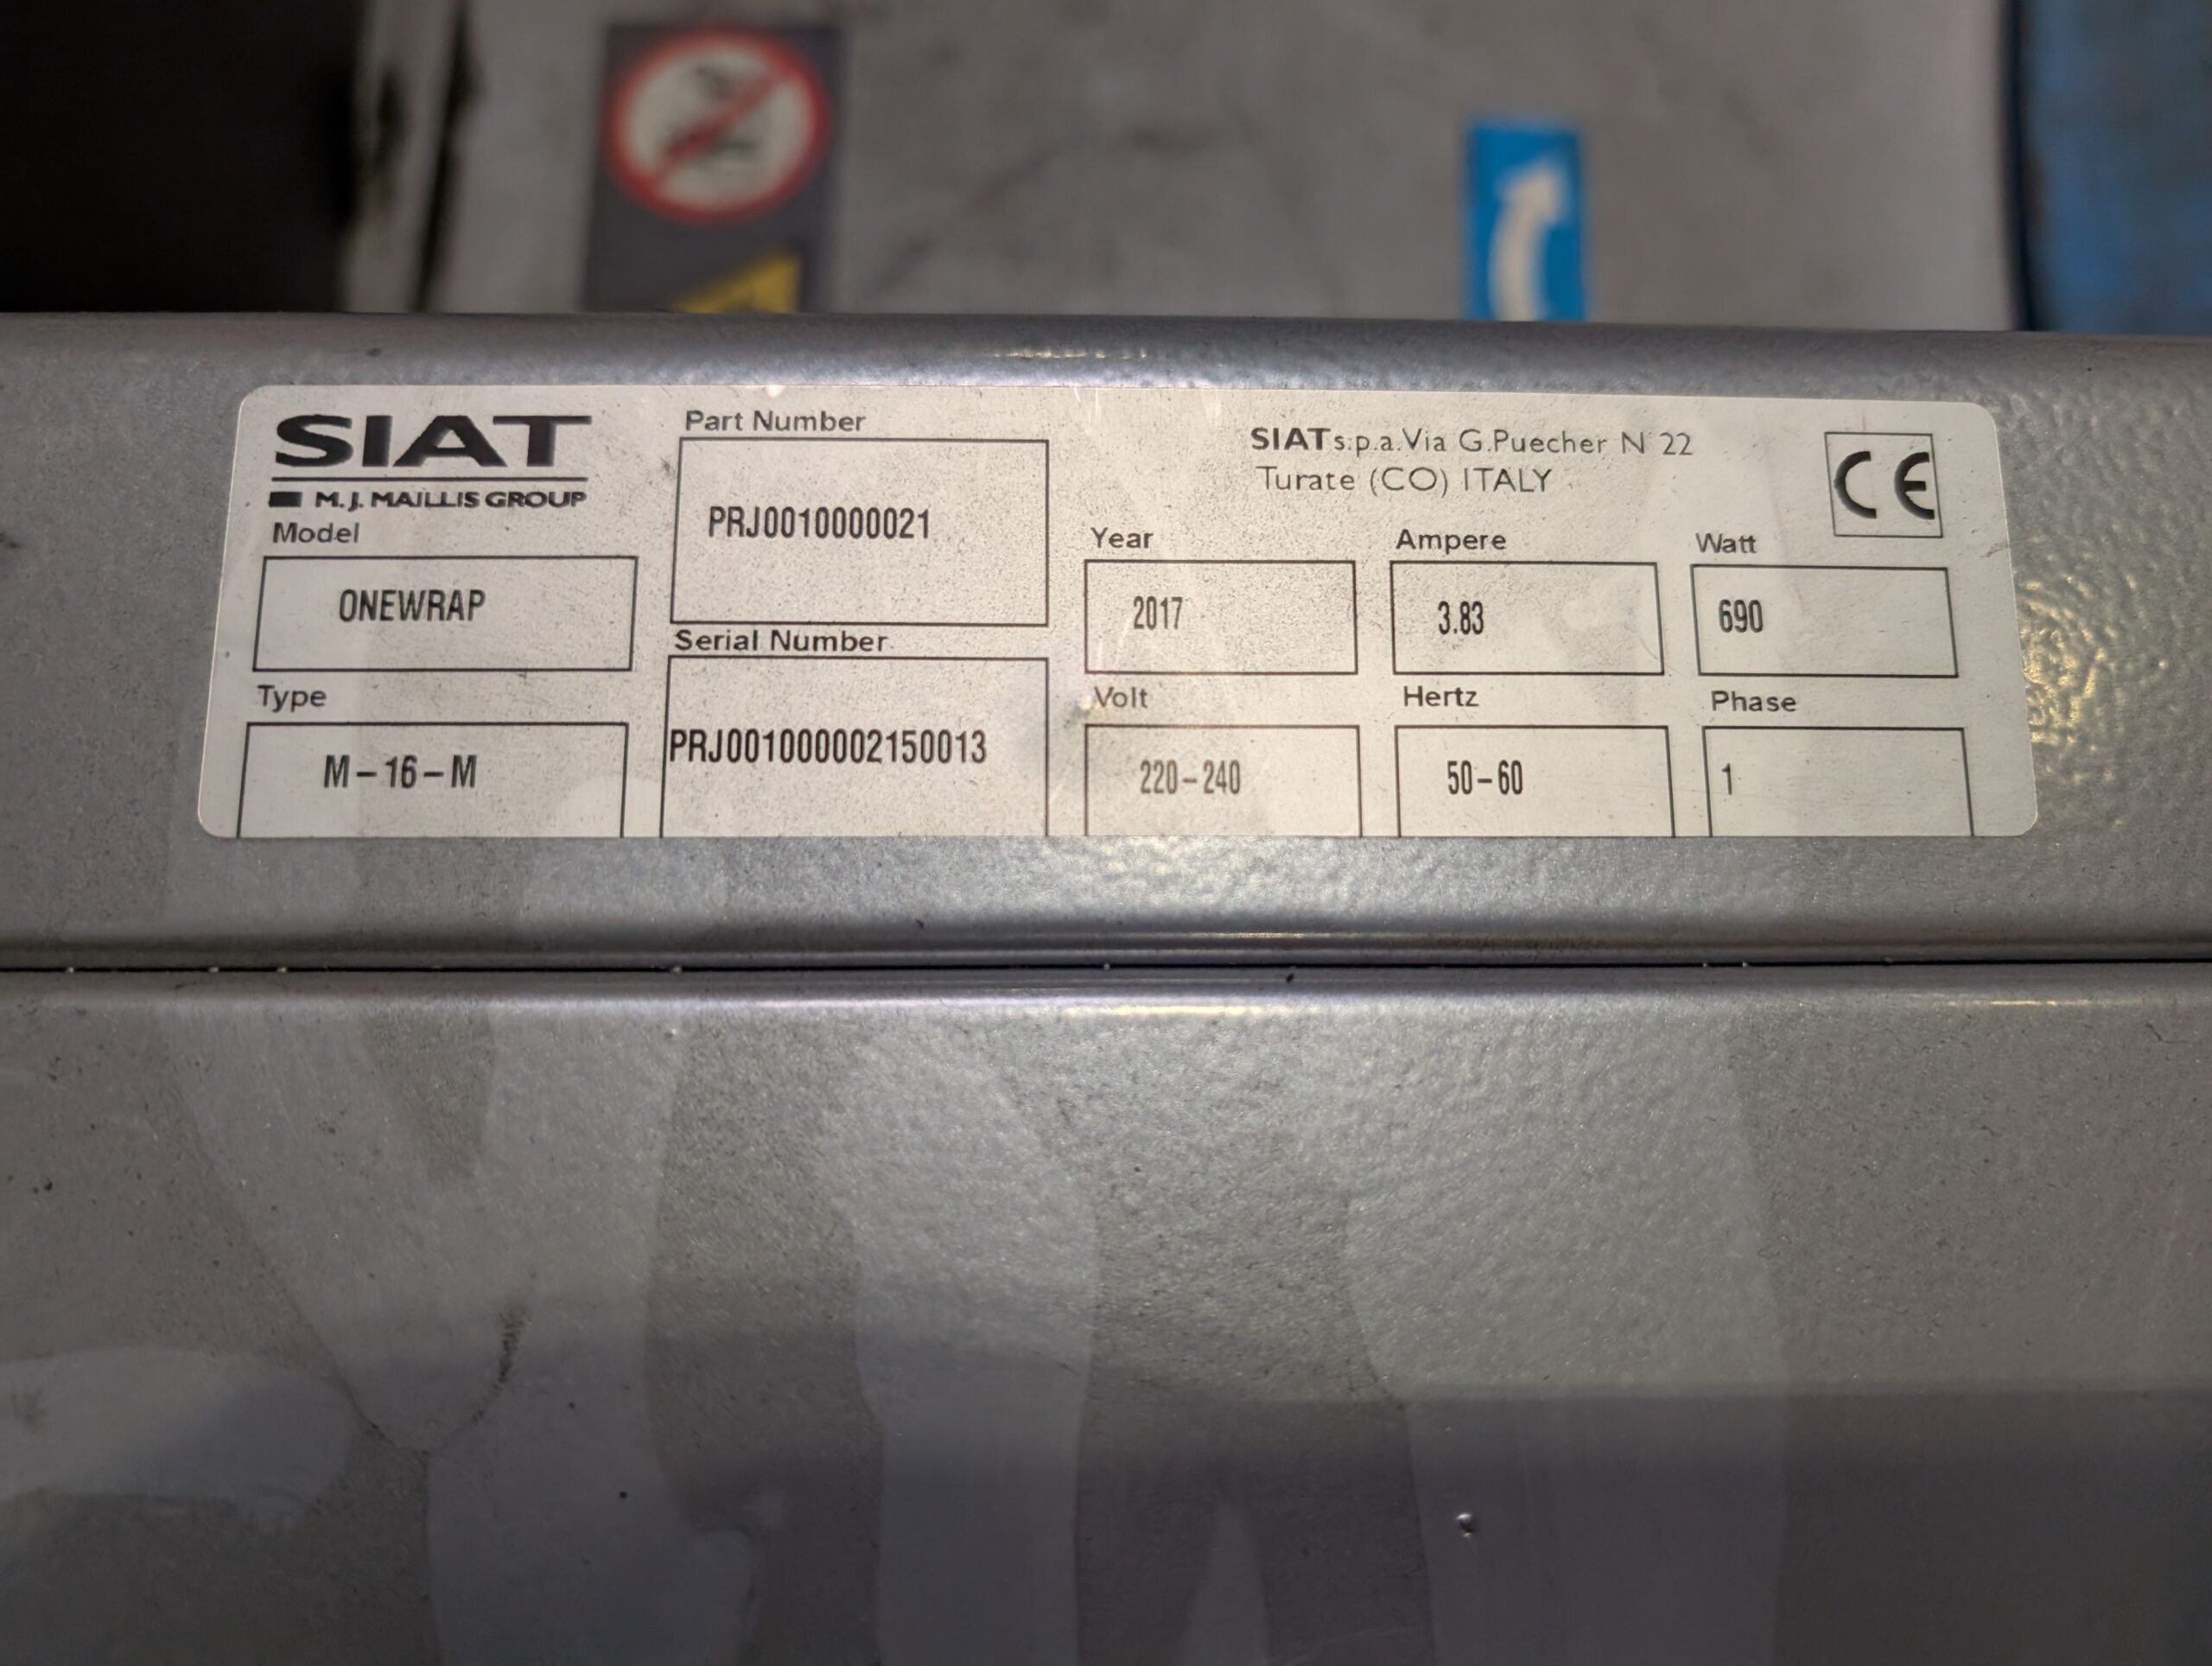 SIAT
M.J. MAILLIS GROUP
Model
ONEWRAP
Type
M-16-M
Part Number
PRJ0010000021
Serial Number
PRJ001000002150013
SIAT s.p.a. Via G.Puecher N 22
Turate (CO) ITALY
CE
Year
2017
Ampere
3.83
Watt
690
Volt
220-240
Hertz
50-60
Phase
1